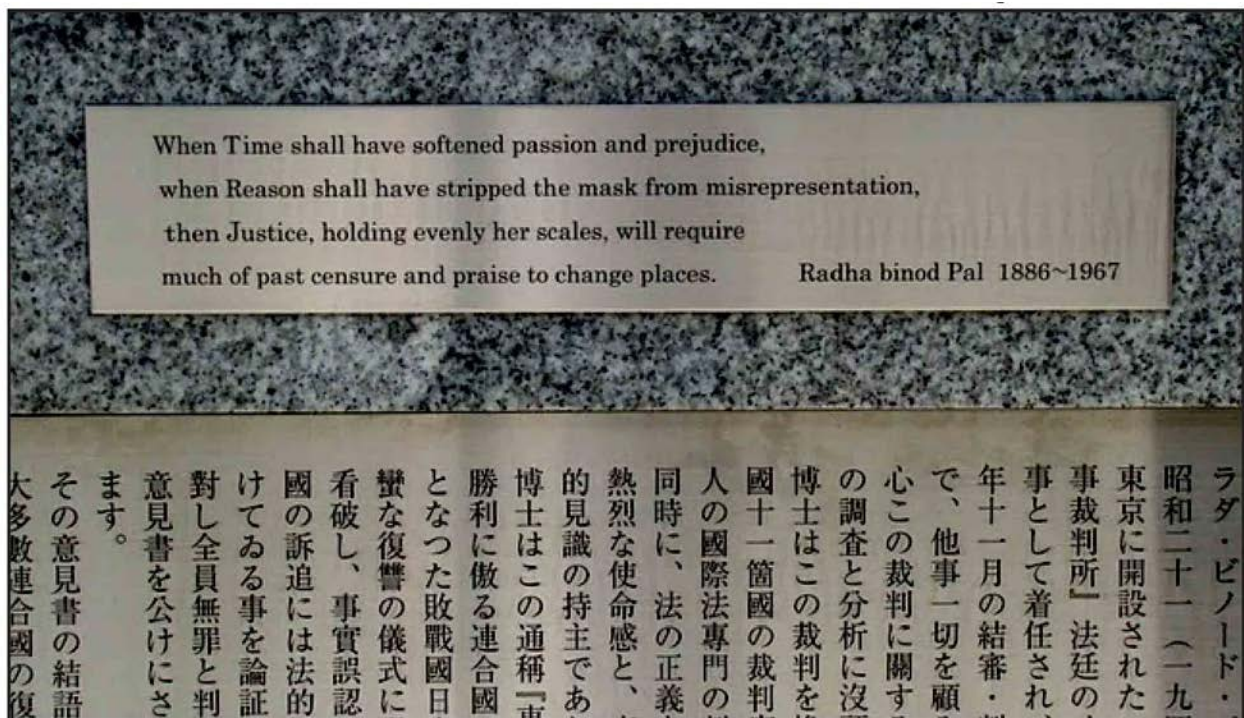 When Time shall have softened passion and prejudice,
when Reason shall have stripped the mask from misrepresentation,
then Justice, holding evenly her scales, will require
much of past censure and praise to change places. Radha binod Pal 1886~1967
ラダ・ビノード・
昭和二十一（一九
東京に開設された
事裁判所』法廷の
事として着任され
年十一月の結審・
で、他事一切を顧
心この裁判に關す
の調査と分析に沒
博士はこの裁判を
國十一箇國の裁判
人の國際法專門の
同時に、法の正義
熱烈な使命感と、
的見識の持主であ
博士はこの通稱『
勝利に傲る連合國
となつた敗戰國日
蠻な復讐の儀式に
看破し、事實誤認
國の訴追には法的
けてゐる事を論証
對し全員無罪と判
意見書を公けにさ
ます。
その意見書の結語
大多數連合國の復